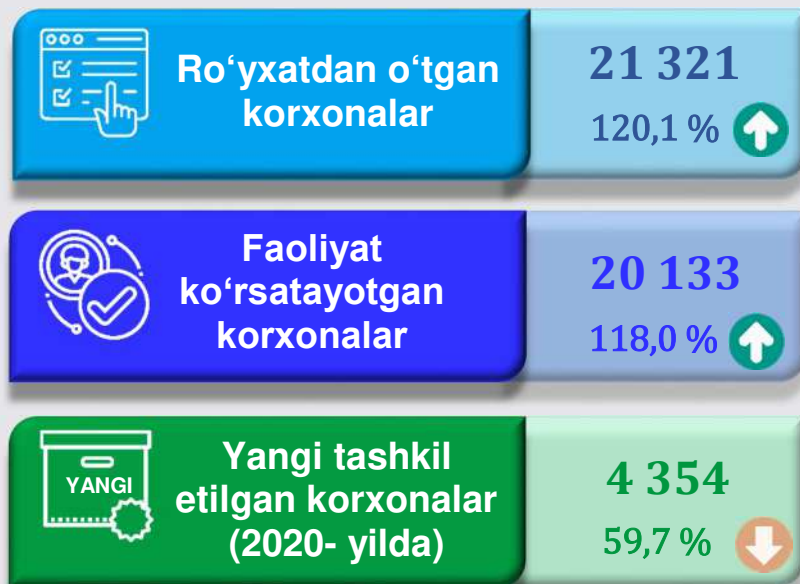 Ro‘yxatdan o‘tgan
korxonalar
21 321
120,1 %
Faoliyat
ko‘rsatayotgan
korxonalar
20 133
118,0 %
YANGI
Yangi tashkil
etilgan korxonalar
(2020- yilda)
4 354
59,7 %